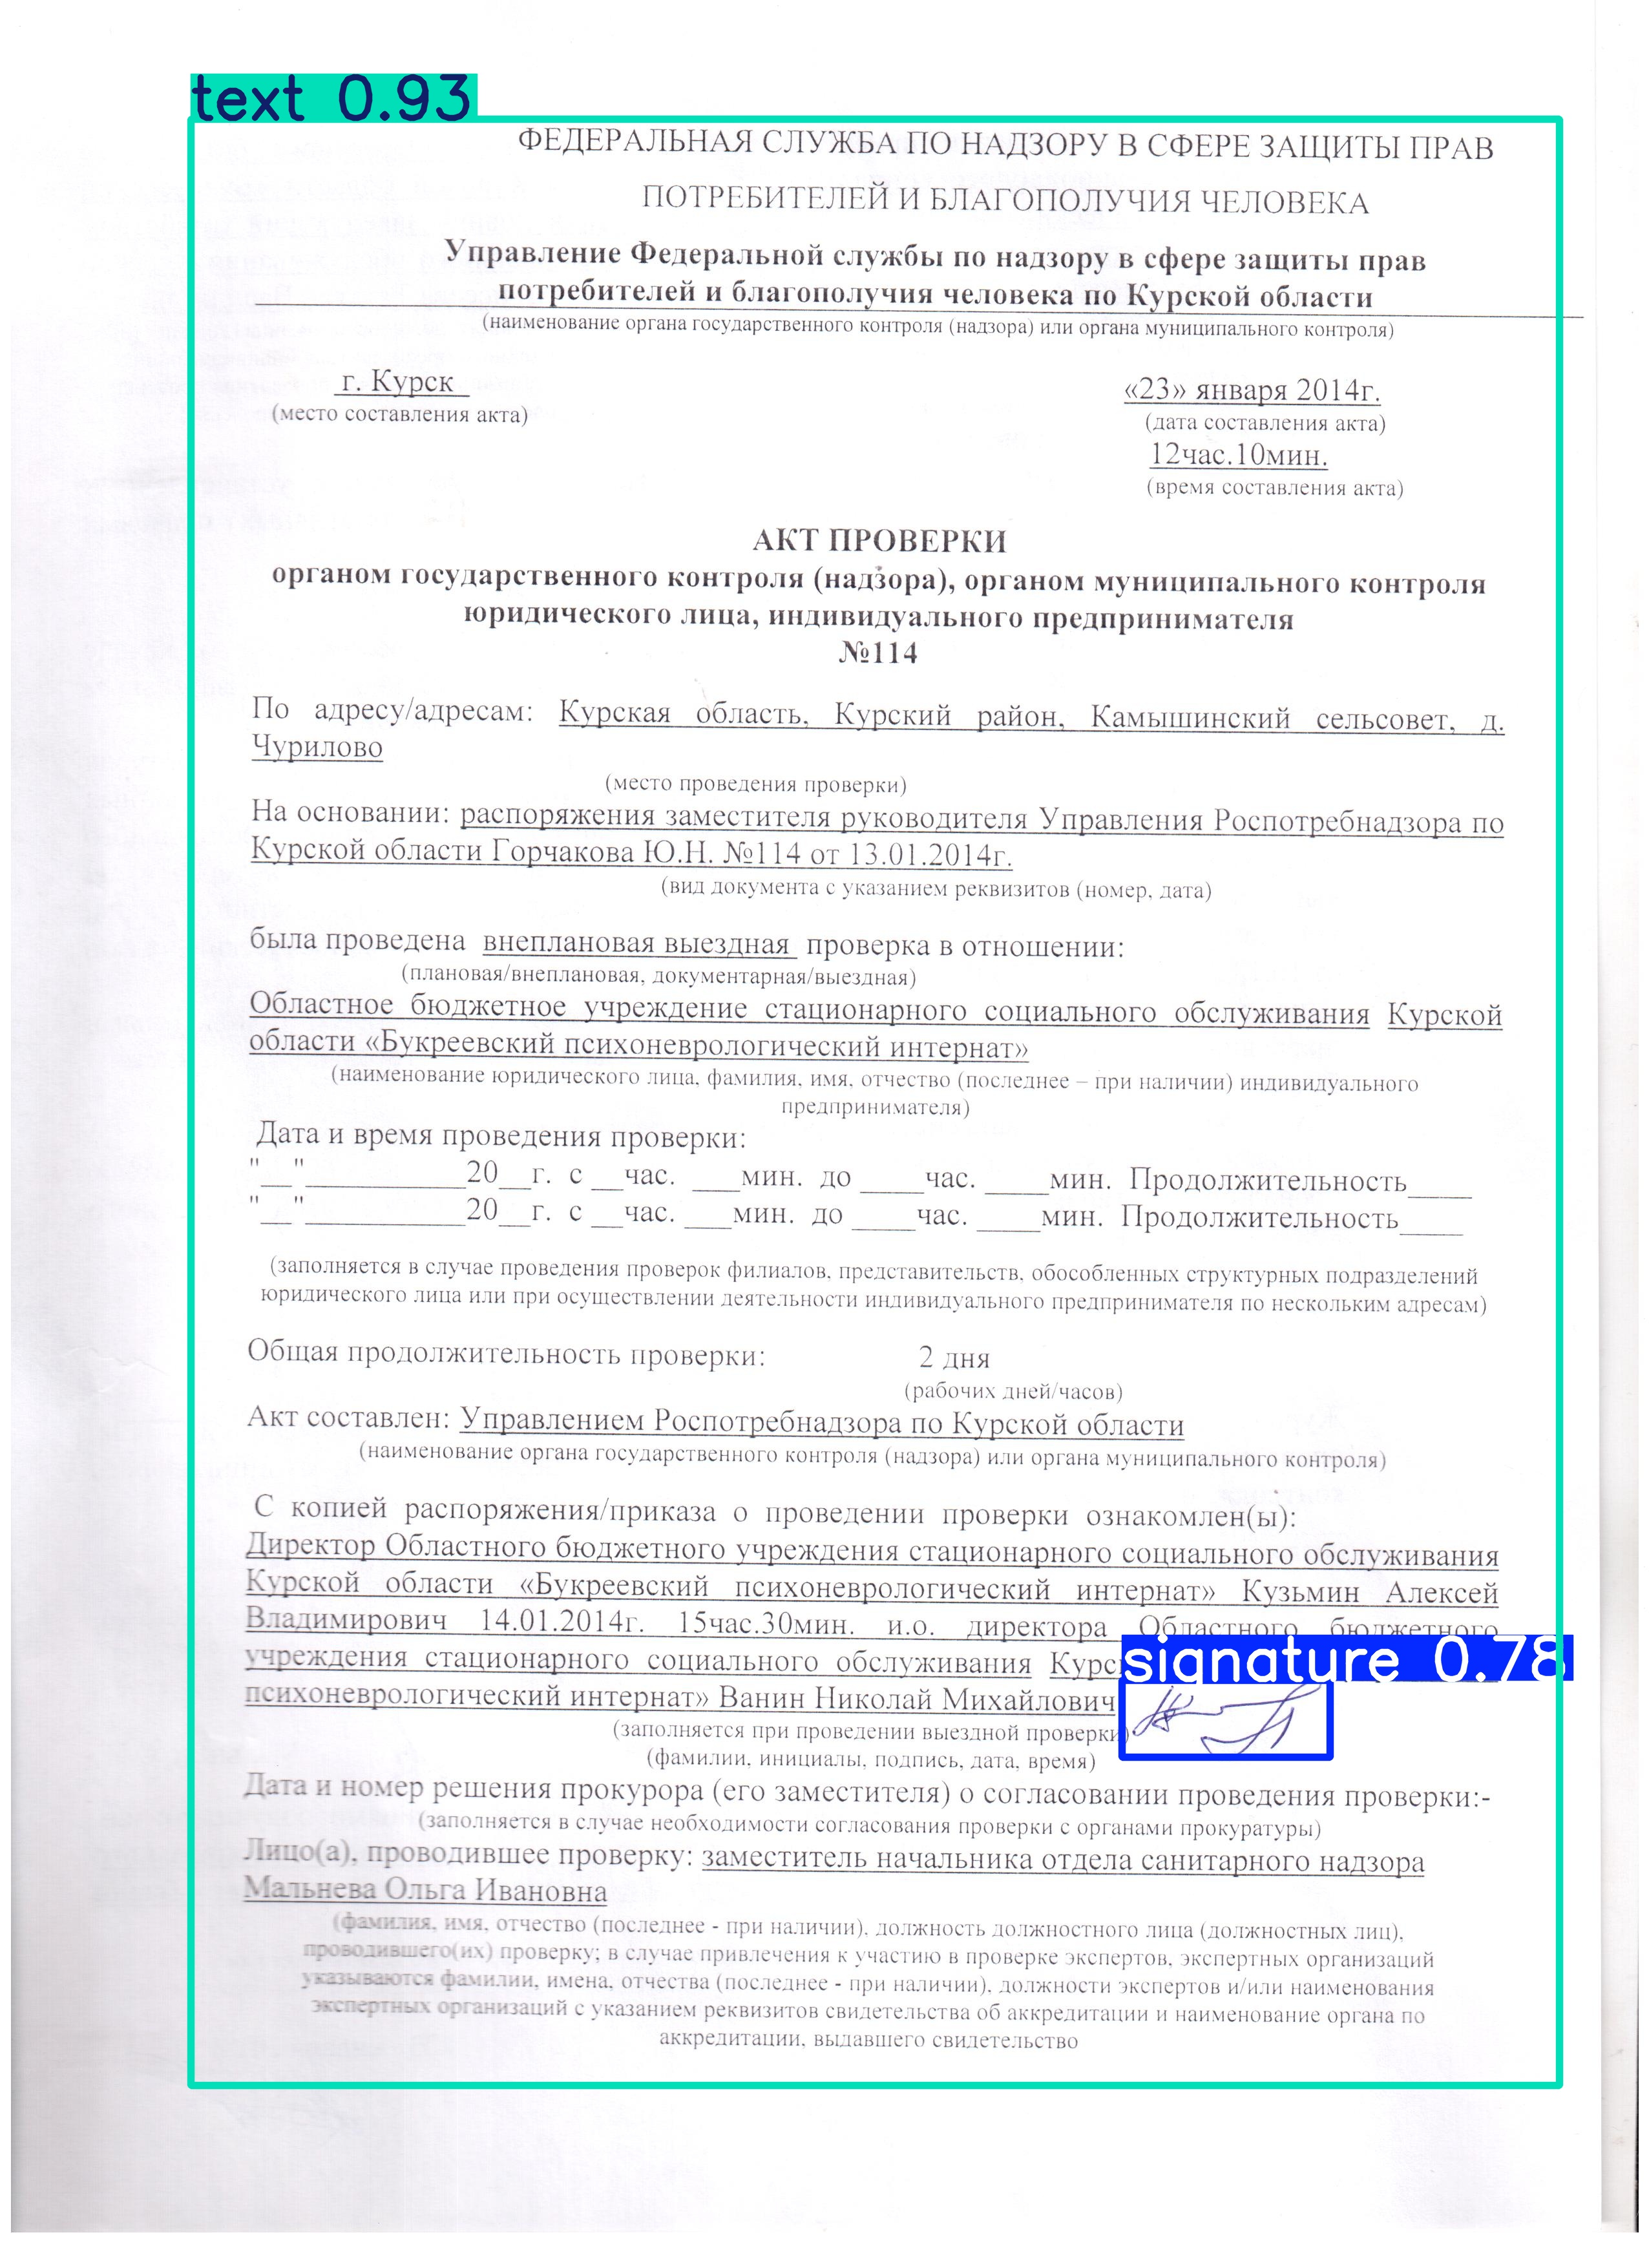 text 0.93
ФЕДЕРАЛЬНАЯ СЛУЖБА ПО НАДЗОРУ В СФЕРЕ ЗАЩИТЫ ПРАВ
ПОТРЕБИТЕЛЕЙ И БЛАГОПОЛУЧИЯ ЧЕЛОВЕКА
Управление Федеральной службы по надзору в сфере защиты прав
потребителей и благополучия человека по Курской области
(наименование органа государственного контроля (надзора) или органа муниципального контроля)
г. Курск
«23» января 2014г.
(место составления акта)
(дата составления акта)
12час.10мин.
(время составления акта)
АКТ ПРОВЕРКИ
органом государственного контроля (надзора), органом муниципального контроля
юридического лица, индивидуального предпринимателя
№114
По адресу/адресам: Курская область, Курский район, Камышинский сельсовет, д.
Чурилово
(место проведения проверки)
На основании: распоряжения заместителя руководителя Управления Роспотребнадзора по
Курской области Горчакова Ю.Н. №114 от 13.01.2014г.
(вид документа с указанием реквизитов (номер, дата)
была проведена внеплановая выездная проверка в отношении:
(плановая/внеплановая, документарная/выездная)
Областное бюджетное учреждение стационарного социального обслуживания Курской
области «Букреевский психоневрологический интернат»
(наименование юридического лица, фамилия, имя, отчество (последнее – при наличии) индивидуального
предпринимателя)
Дата и время проведения проверки:
"__"__________20__г. с __час. ___мин. до ____час. ____мин. Продолжительность____
"__"__________20__г. с __час. ___мин. до ____час. ____мин. Продолжительность____
(заполняется в случае проведения проверок филиалов, представительств, обособленных структурных подразделений
юридического лица или при осуществлении деятельности индивидуального предпринимателя по нескольким адресам)
Общая продолжительность проверки: 2 дня
(рабочих дней/часов)
Акт составлен: Управлением Роспотребнадзора по Курской области
(наименование органа государственного контроля (надзора) или органа муниципального контроля)
С копией распоряжения/приказа о проведении проверки ознакомлен(ы):
Директор Областного бюджетного учреждения стационарного социального обслуживания
Курской области «Букреевский психоневрологический интернат» Кузьмин Алексей
Владимирович 14.01.2014г. 15час.30мин. и.о. директора Областного бюджетного
учреждения стационарного социального обслуживания Курс
signature 0.78
психоневрологический интернат» Ванин Николай Михайлович
(заполняется при проведении выездной проверки)
(фамилии, инициалы, подпись, дата, время)
Дата и номер решения прокурора (его заместителя) о согласовании проведения проверки:-
(заполняется в случае необходимости согласования проверки с органами прокуратуры)
Лицо(а), проводившее проверку: заместитель начальника отдела санитарного надзора
Мальнева Ольга Ивановна
(фамилия, имя, отчество (последнее - при наличии), должность должностного лица (должностных лиц),
проводившего(их) проверку; в случае привлечения к участию в проверке экспертов, экспертных организаций
указываются фамилии, имена, отчества (последнее - при наличии), должности экспертов и/или наименования
экспертных организаций с указанием реквизитов свидетельства об аккредитации и наименование органа по
аккредитации, выдавшего свидетельство